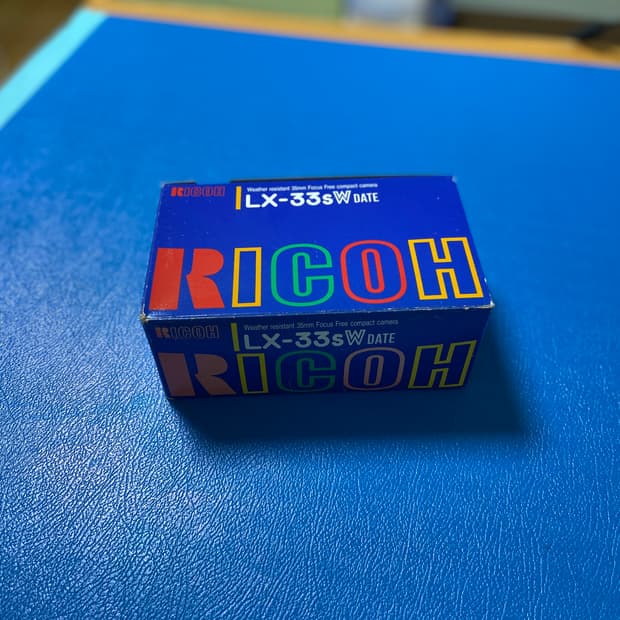 RICOH
Weather resistant 35mm Focus Free compact camera
LX-33sW DATE
RICOH
RICOH
Weather resistant 35mm Focus Free compact camera
LX-33sW DATE
RICOH